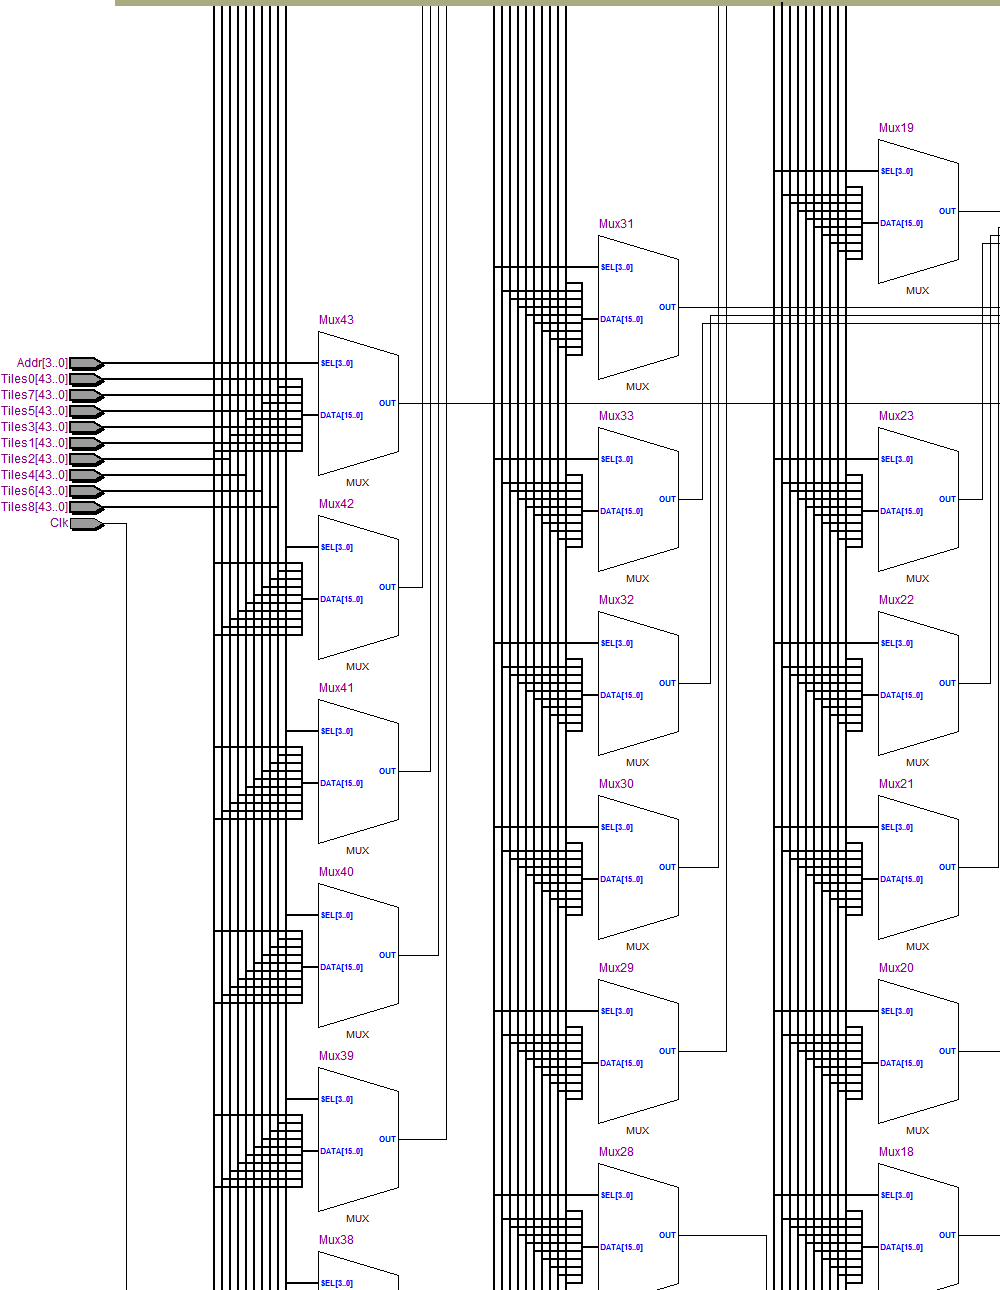 Addr[3..0]
Tiles0[43..0]
Tiles7[43..0]
Tiles5[43..0]
Tiles3[43..0]
Tiles1[43..0]
Tiles2[43..0]
Tiles4[43..0]
Tiles6[43..0]
Tiles8[43..0]
Clk
Mux43
SEL[3..0]
DATA[15..0]
OUT
MUX
Mux42
SEL[3..0]
DATA[15..0]
OUT
MUX
Mux41
SEL[3..0]
DATA[15..0]
OUT
MUX
Mux40
SEL[3..0]
DATA[15..0]
OUT
MUX
Mux39
SEL[3..0]
DATA[15..0]
OUT
MUX
Mux38
SEL[3..0]
Mux31
SEL[3..0]
DATA[15..0]
OUT
MUX
Mux33
SEL[3..0]
DATA[15..0]
OUT
MUX
Mux32
SEL[3..0]
DATA[15..0]
OUT
MUX
Mux30
SEL[3..0]
DATA[15..0]
OUT
MUX
Mux29
SEL[3..0]
DATA[15..0]
OUT
MUX
Mux28
SEL[3..0]
DATA[15..0]
OUT
Mux19
SEL[3..0]
DATA[15..0]
OUT
MUX
Mux23
SEL[3..0]
DATA[15..0]
OUT
MUX
Mux22
SEL[3..0]
DATA[15..0]
OUT
MUX
Mux21
SEL[3..0]
DATA[15..0]
OUT
MUX
Mux20
SEL[3..0]
DATA[15..0]
OUT
MUX
Mux18
SEL[3..0]
DATA[15..0]
OUT